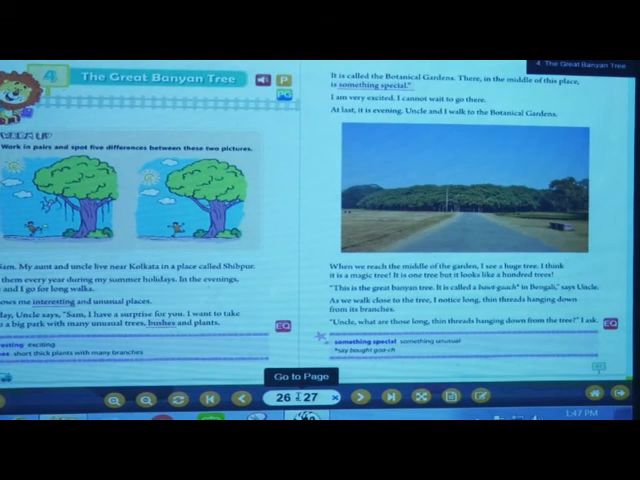 4 The Great Banyan Tree
P
WARM UP
Work in pairs and spot five differences between these two pictures.
Sam. My aunt and uncle live near Kolkata in a place called Shibpur.
them every year during my summer holidays. In the evenings,
and I go for long walks.
ows me interesting and unusual places.
day, Uncle says, “Sam, I have a surprise for you. I want to take
o a big park with many unusual trees, bushes and plants.
EQ
resting exciting
hes short thick plants with many branches
4. The Great Banyan Tree
It is called the Botanical Gardens. There, in the middle of this place,
is something special.”
I am very excited. I cannot wait to go there.
At last, it is evening. Uncle and I walk to the Botanical Gardens.
When we reach the middle of the garden, I see a huge tree. I think
it is a magic tree! It is one tree but it looks like a hundred trees!
“This is the great banyan tree. It is called a bawt-gaach* in Bengali,” says Uncle.
As we walk close to the tree, I notice long, thin threads hanging down
from its branches.
“Uncle, what are those long, thin threads hanging down from the tree?” I ask.
EQ
something special something unusual
*say bought gaa-ch
Go to Page
26 27 x
1:47 PM